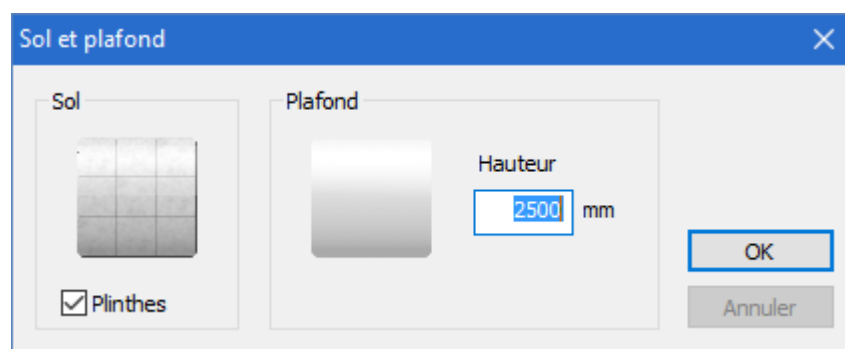 Sol et plafond
Sol
Plafond
Hauteur
2500 mm
OK
Plinthes
Annuler